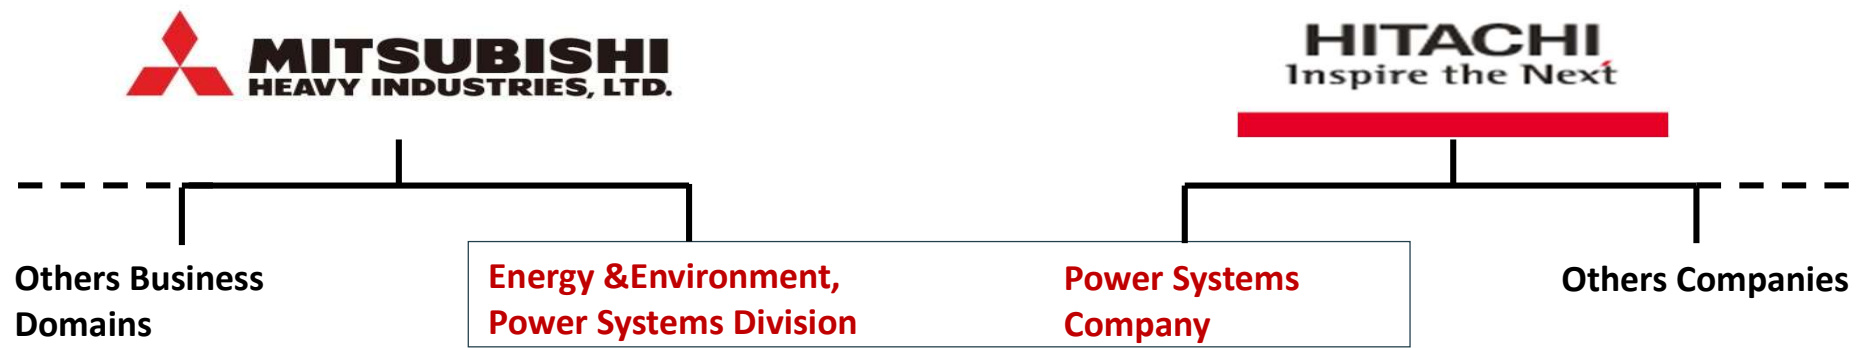 MITSUBISHI
HEAVY INDUSTRIES, LTD.
HITACHI
Inspire the Next
Others Business
Domains
Energy &Environment,
Power Systems Division
Power Systems
Company
Others Companies